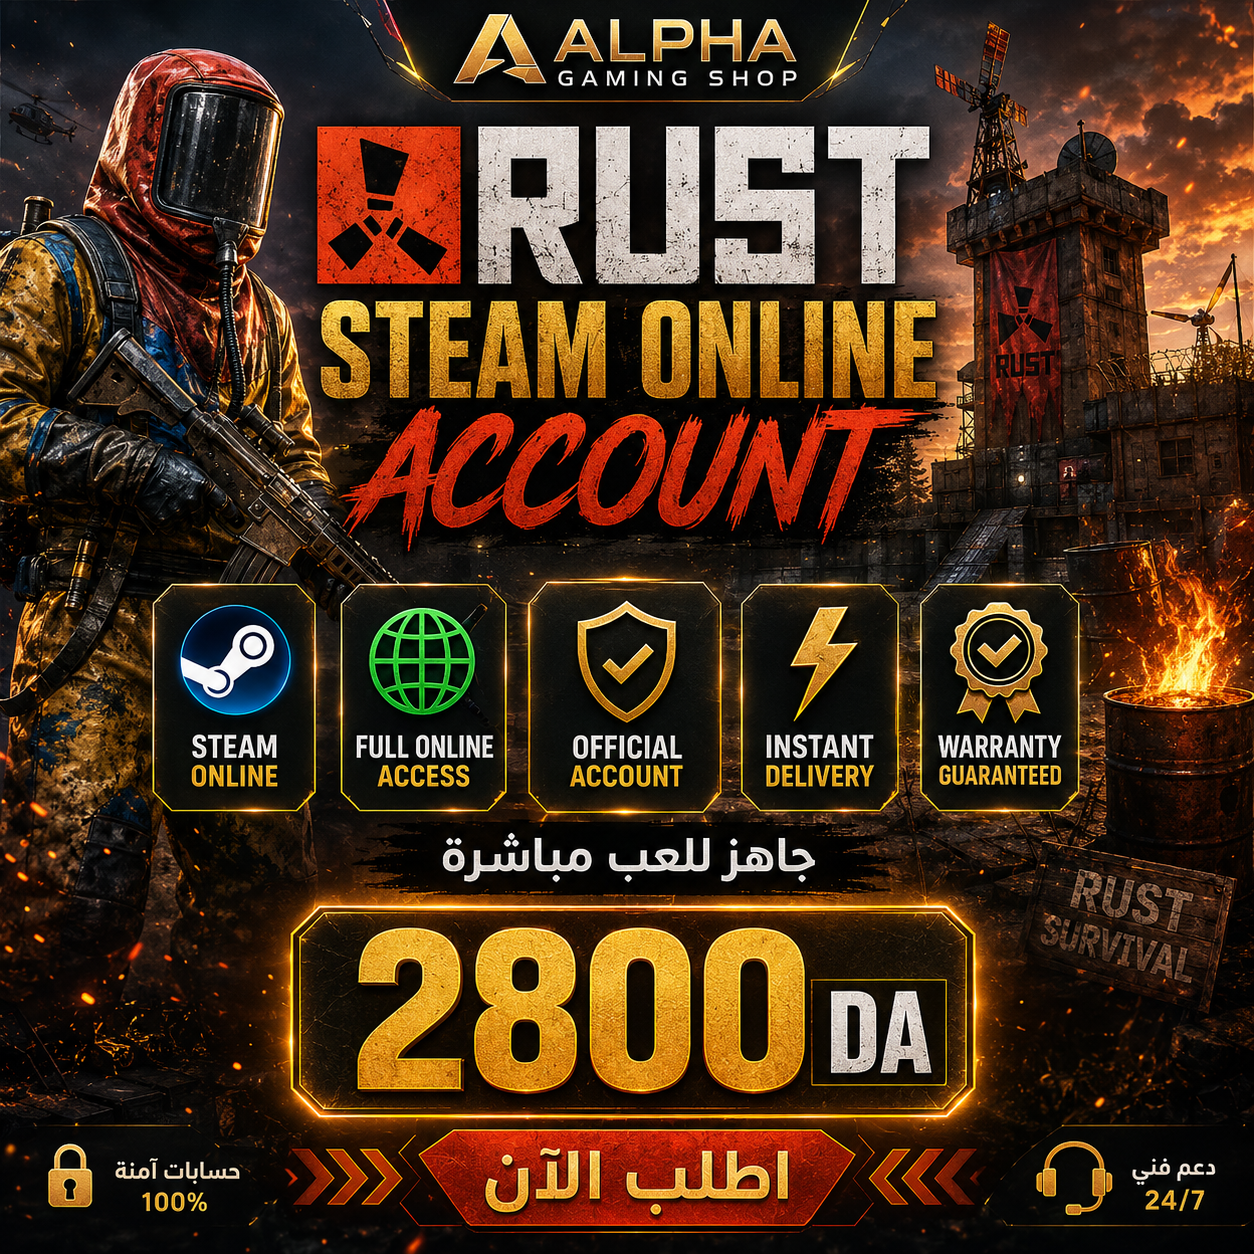 ALPHA
GAMING SHOP
RUST
STEAM ONLINE
ACCOUNT
RUST
STEAM
ONLINE
FULL ONLINE
ACCESS
OFFICIAL
ACCOUNT
INSTANT
DELIVERY
WARRANTY
GUARANTEED
جاهز للعب مباشرة
RUST
SURVIVAL
2800 DA
حسابات آمنة
100%
اطلب الآن
دعم فني
24/7